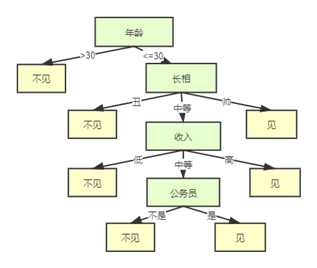 年龄
>30
<=30
不见
长相
丑
中等
帅
不见
见
收入
低
中等
高
不见
见
公务员
不是
是
不见
见